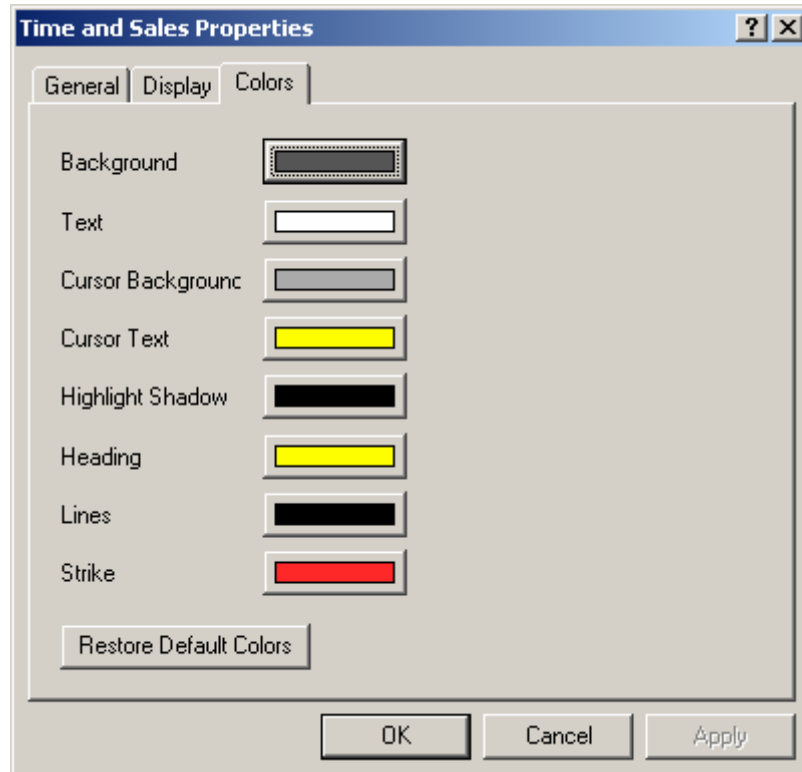 Time and Sales Properties
General Display Colors
Background
Text
Cursor Backgrounc
Cursor Text
Highlight Shadow
Heading
Lines
Strike
Restore Default Colors
OK Cancel Apply